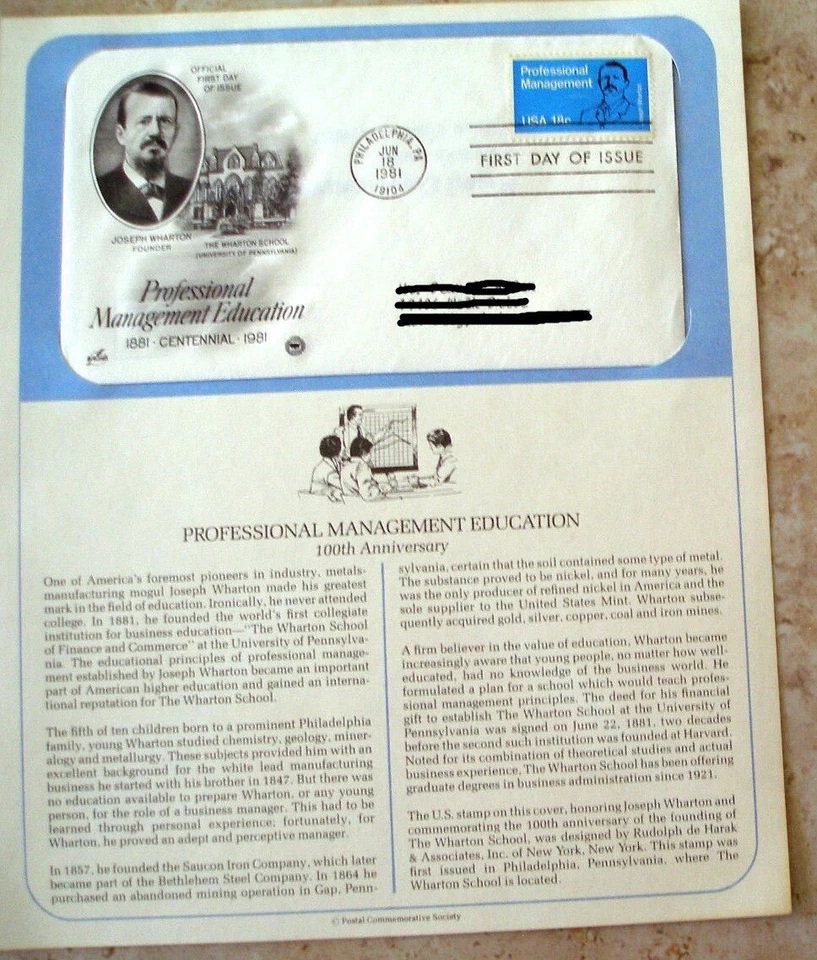 OFFICIAL
FIRST DAY
OF ISSUE
JOSEPH WHARTON
FOUNDER
THE WHARTON SCHOOL
(UNIVERSITY OF PENNSYLVANIA)
Professional
Management Education
1881 · CENTENNIAL · 1981
PHILADELPHIA, PA
JUN
18
1981
19104
Professional
Management
USA 18c
Joseph Wharton
FIRST DAY OF ISSUE
PROFESSIONAL MANAGEMENT EDUCATION
100th Anniversary
One of America's foremost pioneers in industry, metals-
manufacturing mogul Joseph Wharton made his greatest
mark in the field of education. Ironically, he never attended
college. In 1881, he founded the world's first collegiate
institution for business education—"The Wharton School
of Finance and Commerce" at the University of Pennsylva-
nia. The educational principles of professional manage-
ment established by Joseph Wharton became an important
part of American higher education and gained an interna-
tional reputation for The Wharton School.
The fifth of ten children born to a prominent Philadelphia
family, young Wharton studied chemistry, geology, miner-
alogy and metallurgy. These subjects provided him with an
excellent background for the white lead manufacturing
business he started with his brother in 1847. But there was
no education available to prepare Wharton, or any young
person, for the role of a business manager. This had to be
learned through personal experience; fortunately, for
Wharton, he proved an adept and perceptive manager.
In 1857, he founded the Saucon Iron Company, which later
became part of the Bethlehem Steel Company. In 1864 he
purchased an abandoned mining operation in Gap, Penn-
sylvania, certain that the soil contained some type of metal.
The substance proved to be nickel, and for many years, he
was the only producer of refined nickel in America and the
sole supplier to the United States Mint. Wharton subse-
quently acquired gold, silver, copper, coal and iron mines.
A firm believer in the value of education, Wharton became
increasingly aware that young people, no matter how well-
educated, had no knowledge of the business world. He
formulated a plan for a school which would teach profes-
sional management principles. The deed for his financial
gift to establish The Wharton School at the University of
Pennsylvania was signed on June 22, 1881, two decades
before the second such institution was founded at Harvard.
Noted for its combination of theoretical studies and actual
business experience, The Wharton School has been offering
graduate degrees in business administration since 1921.
The U.S. stamp on this cover, honoring Joseph Wharton and
commemorating the 100th anniversary of the founding of
The Wharton School, was designed by Rudolph de Harak
& Associates, Inc. of New York, New York. This stamp was
first issued in Philadelphia, Pennsylvania, where The
Wharton School is located.
© Postal Commemorative Society